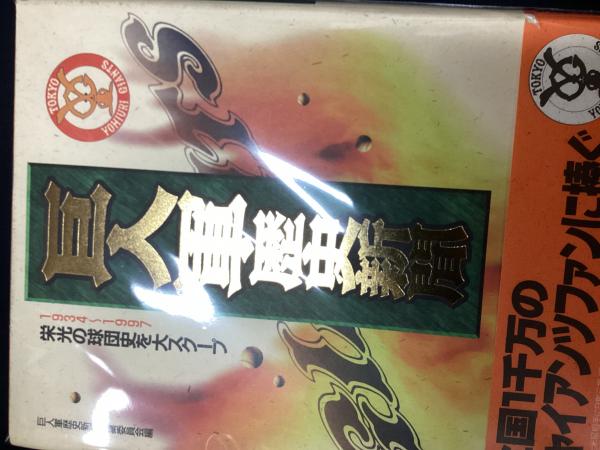 TOKYO
YOMIURI GIANTS
巨人軍歴史新聞
1934～1997
栄光の球団史を大スクープ
TOKYO
YOMIURI
国1千万の
ャイアンツファンに捧ぐ